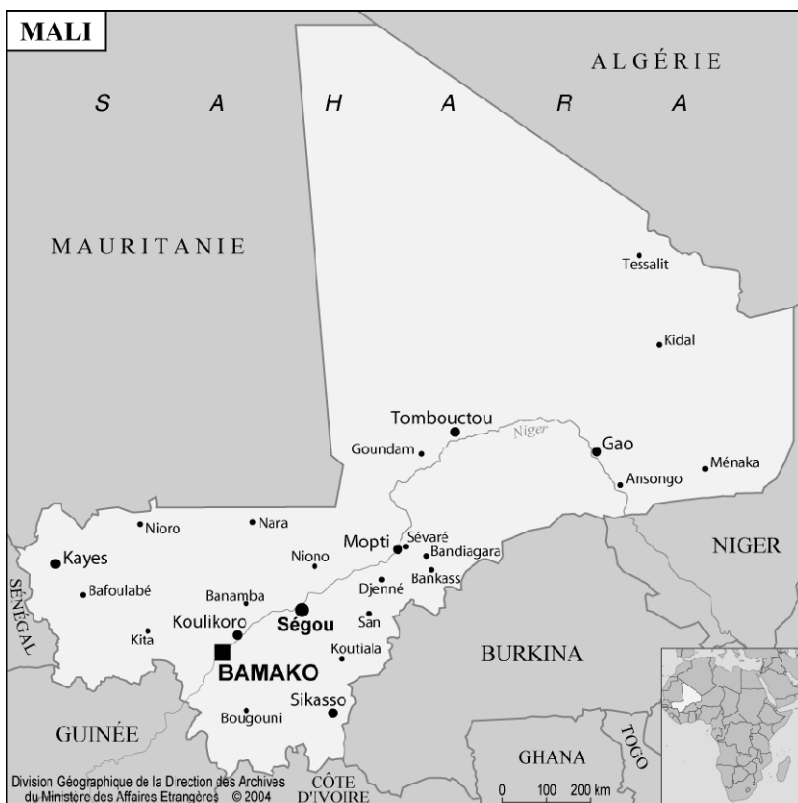 MALI
ALGÉRIE
S A H A R A
MAURITANIE
Tessalit
Kidal
Tombouctou
Niger
Goundam
Gao
Ménaka
Ansongo
Nioro
Nara
Mopti
Sévaré
NIGER
Kayes
Niono
Bandiagara
Bankass
SÉNÉGAL
Bafoulabé
Banamba
Djenné
Ségou
San
Koulikoro
Kita
Koutiala
BURKINA
BAMAKO
Sikasso
Bougouni
GUINÉE
GHANA
TOGO
CÔTE
D'IVOIRE
Division Géographique de la Direction des Archives
du Ministère des Affaires Etrangères © 2004
0 100 200 km